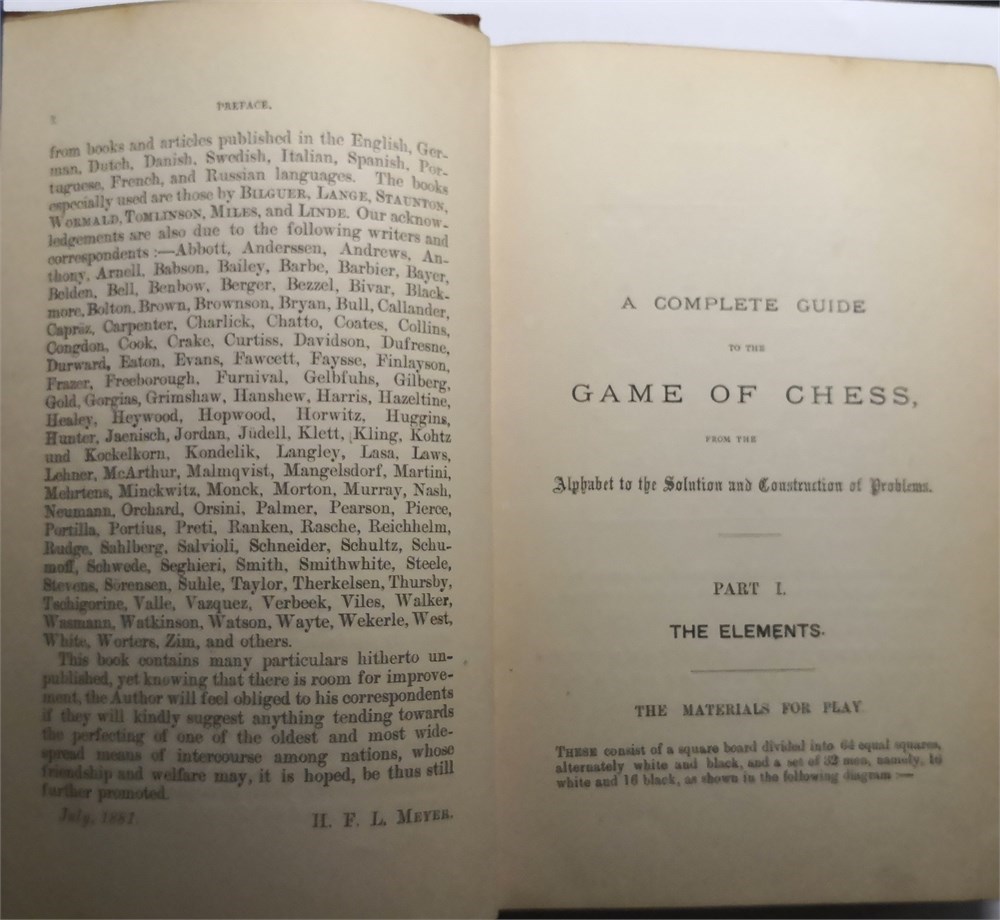 PREFACE.
from books and articles published in the English, Ger-
man, Dutch, Danish, Swedish, Italian, Spanish, Por-
tuguese, French, and Russian languages. The books
especially used are those by BILGUER, LANGE, STAUNTON,
WORMALD, TOMLINSON, MILES, and LINDE. Our acknow-
ledgements are also due to the following writers and
correspondents :—Abbott, Anderssen, Andrews, An-
thony, Arnell, Babson, Bailey, Barbe, Barbier, Bayer,
Belden, Bell, Benbow, Berger, Bezzel, Bivar, Black-
more, Bolton, Brown, Brownson, Bryan, Bull, Callander,
Capraz, Carpenter, Charlick, Chatto, Coates, Collins,
Congdon, Cook, Crake, Curtiss, Davidson, Dufresne,
Durward, Eaton, Evans, Fawcett, Faysse, Finlayson,
Frazer, Freeborough, Furnival, Gelbfuhs, Gilberg,
Gold, Gorgias, Grimshaw, Hanshew, Harris, Hazeltine,
Healey, Heywood, Hopwood, Horwitz, Huggins,
Hunter, Jaenisch, Jordan, Judell, Klett, Kling, Kohtz
und Kockelkorn, Kondelik, Langley, Lasa, Laws,
Lehner, McArthur, Malmqvist, Mangelsdorf, Martini,
Mehrtens, Minckwitz, Monck, Morton, Murray, Nash,
Neumann, Orchard, Orsini, Palmer, Pearson, Pierce,
Portilla, Portius, Preti, Ranken, Rasche, Reichhelm,
Rudge, Sahlberg, Salvioli, Schneider, Schultz, Schu-
moff, Schwede, Seghieri, Smith, Smithwhite, Steele,
Stevens, Sörensen, Suhle, Taylor, Therkelsen, Thursby,
Tschigorine, Valle, Vazquez, Verbeek, Viles, Walker,
Wasmann, Watkinson, Watson, Wayte, Wekerle, West,
White, Worters, Zim, and others.
This book contains many particulars hitherto un-
published, yet knowing that there is room for improve-
ment, the Author will feel obliged to his correspondents
if they will kindly suggest anything tending towards
the perfecting of one of the oldest and most wide-
spread means of intercourse among nations, whose
friendship and welfare may, it is hoped, be thus still
further promoted.
July, 1881. H. F. L. MEYER.
A COMPLETE GUIDE
TO THE
GAME OF CHESS,
FROM THE
Alphabet to the Solution and Construction of Problems.
PART I.
THE ELEMENTS.
THE MATERIALS FOR PLAY
THESE consist of a square board divided into 64 equal squares,
alternately white and black, and a set of 32 men, namely, 16
white and 16 black, as shown in the following diagram :—